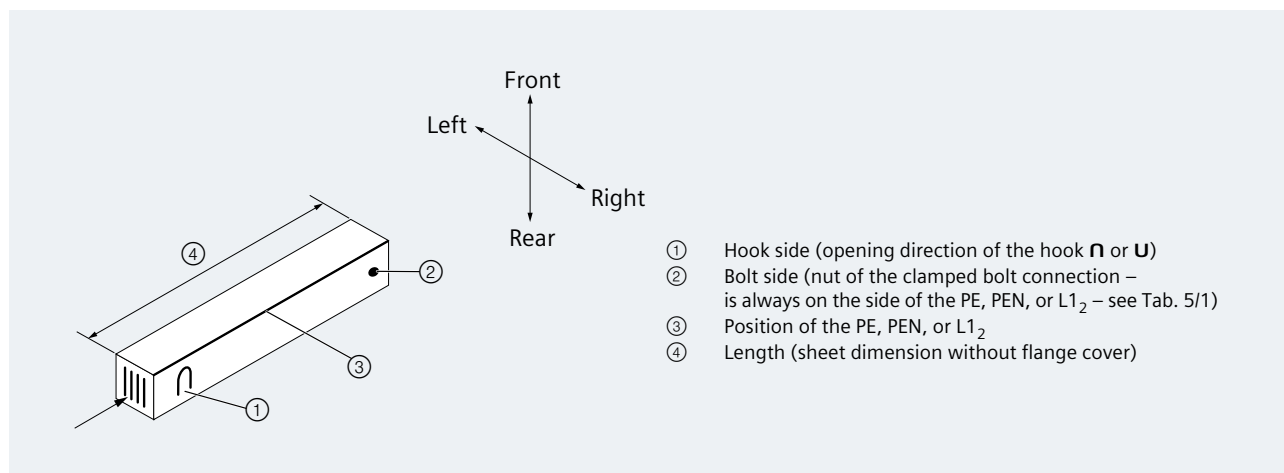 Front
Left
Right
Rear
④
②
③
①
① Hook side (opening direction of the hook ∩ or U)
② Bolt side (nut of the clamped bolt connection –
is always on the side of the PE, PEN, or L1₂ – see Tab. 5/1)
③ Position of the PE, PEN, or L1₂
④ Length (sheet dimension without flange cover)